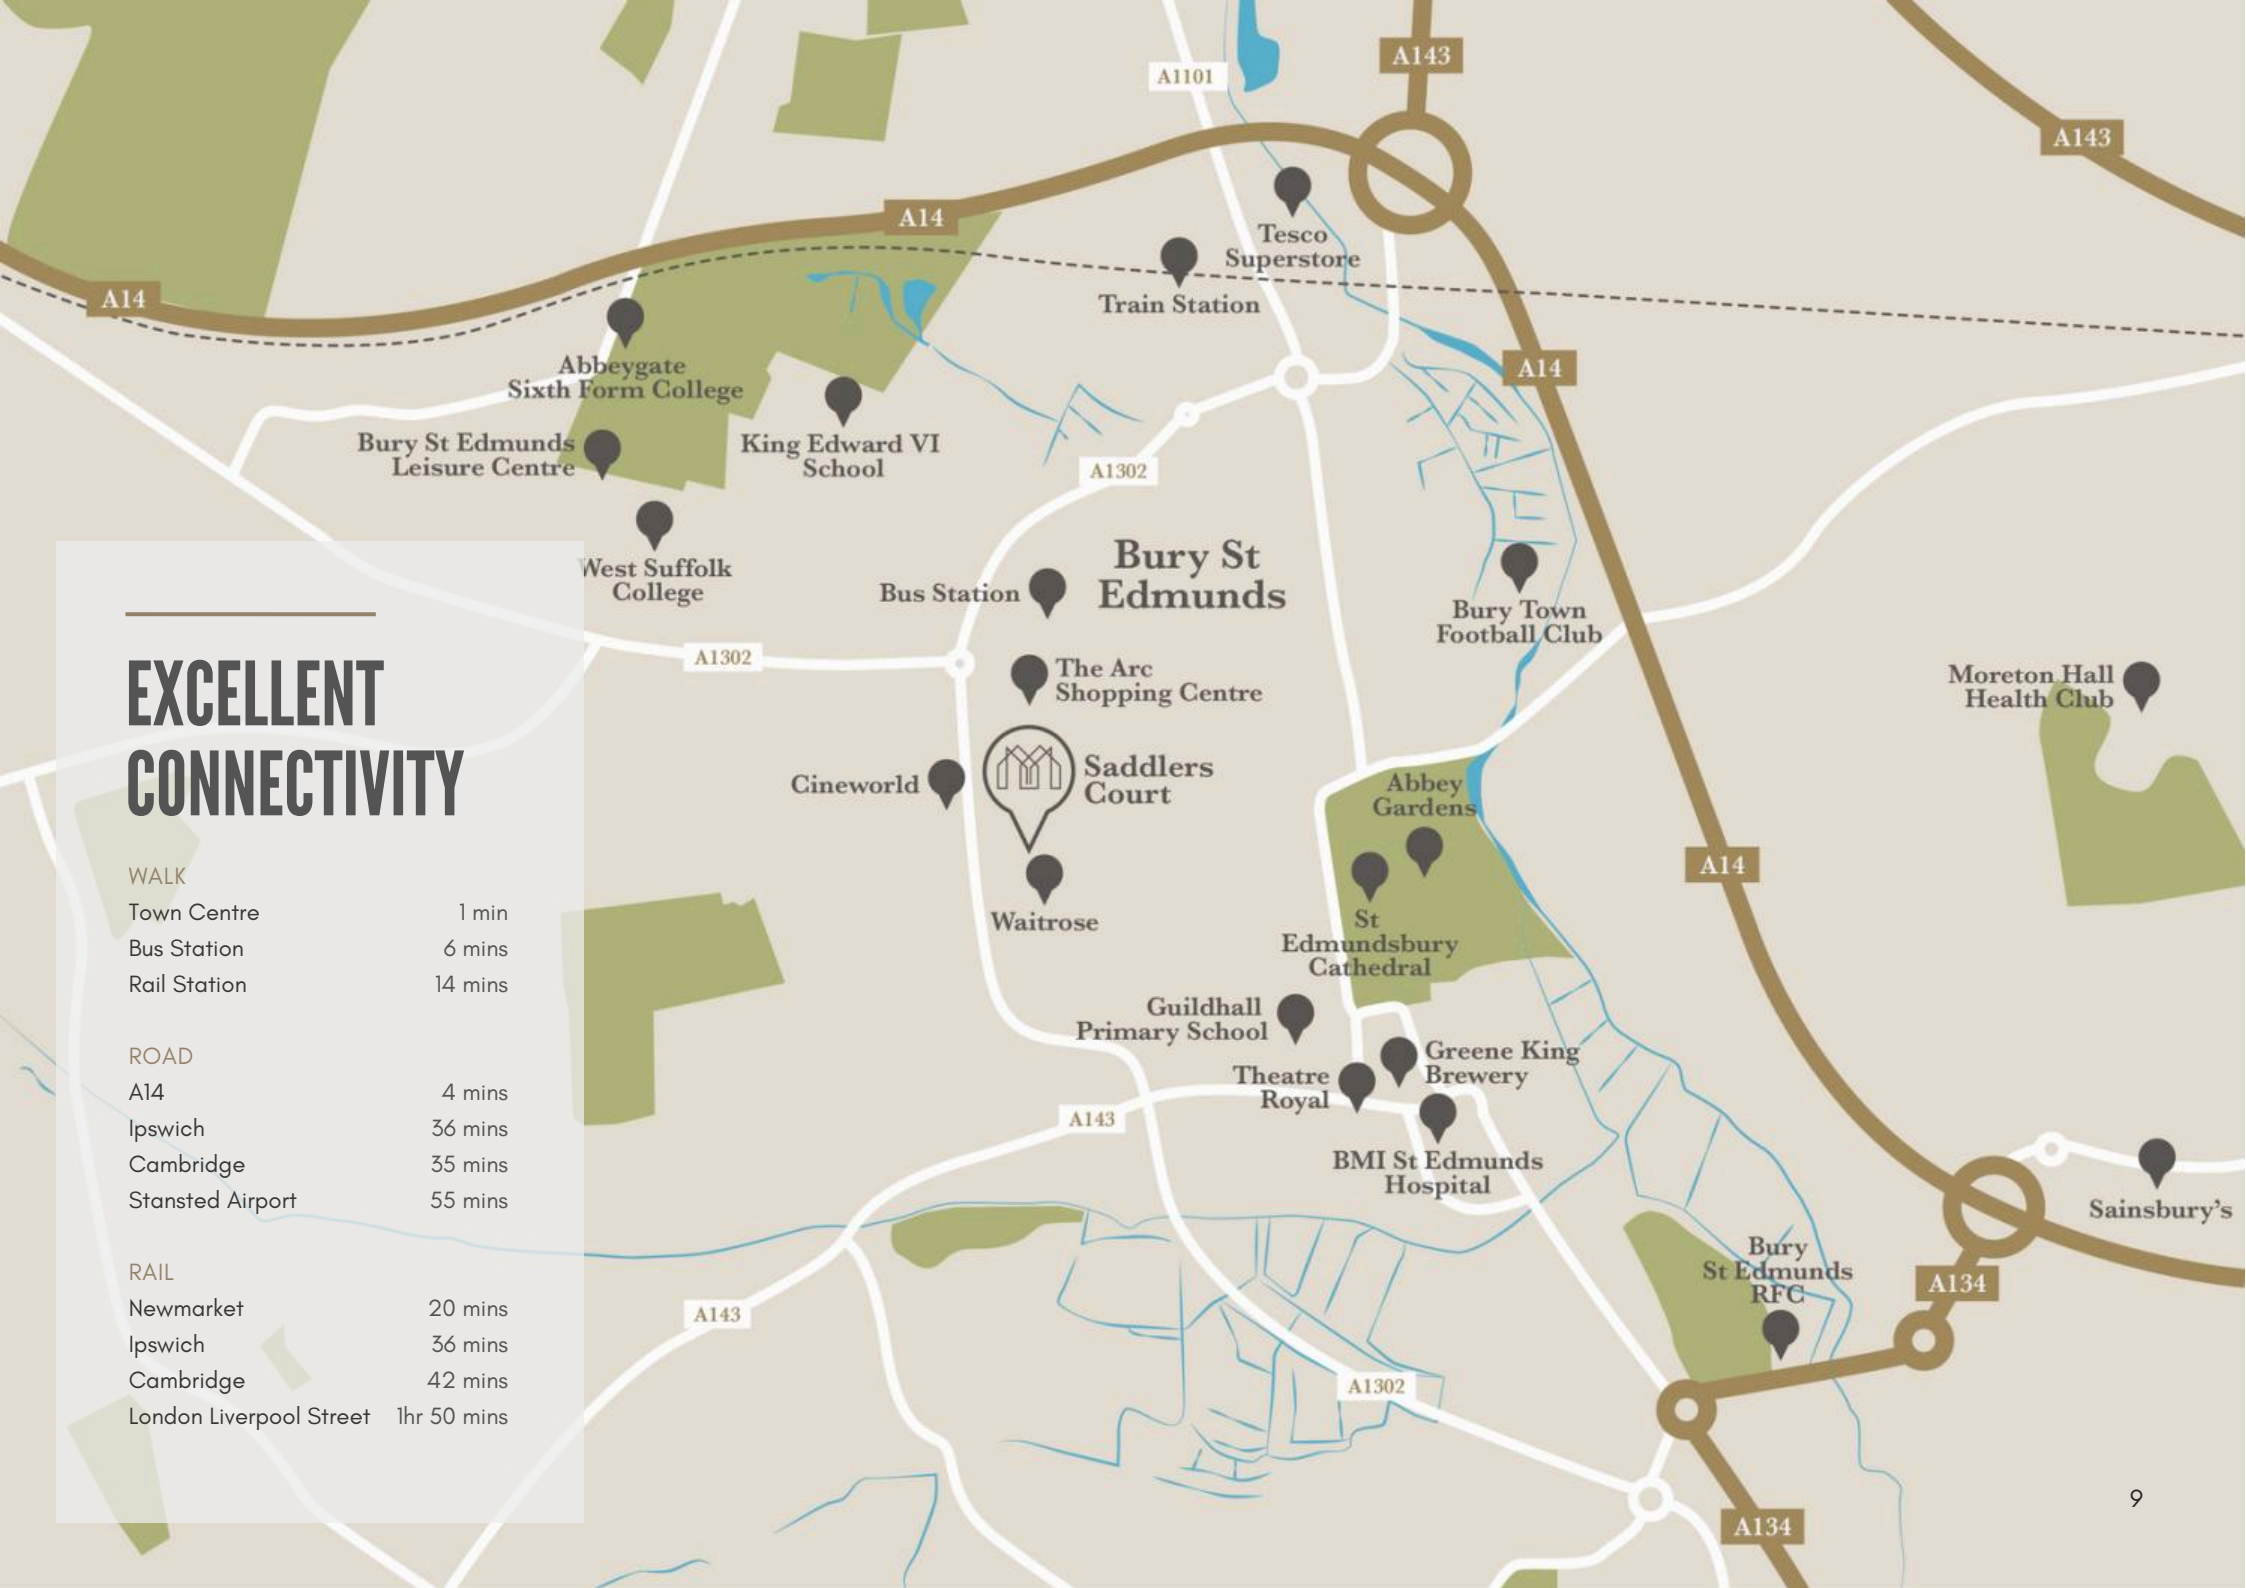 A143
A1101
A143
A14
A14
Tesco
Superstore
Train Station
A14
Abbeygate
Sixth Form College
Bury St Edmunds
Leisure Centre
King Edward VI
School
A1302
West Suffolk
College
Bus Station
Bury St
Edmunds
Bury Town
Football Club
A1302
The Arc
Shopping Centre
Moreton Hall
Health Club
Cineworld
Saddlers
Court
Abbey
Gardens
A14
Waitrose
St
Edmundsbury
Cathedral
Guildhall
Primary School
Greene King
Brewery
Theatre
Royal
A143
BMI St Edmunds
Hospital
Sainsbury's
Bury
St Edmunds
RFC
A134
A143
A1302
A134
EXCELLENT
CONNECTIVITY
WALK
Town Centre 1 min
Bus Station 6 mins
Rail Station 14 mins
ROAD
A14 4 mins
Ipswich 36 mins
Cambridge 35 mins
Stansted Airport 55 mins
RAIL
Newmarket 20 mins
Ipswich 36 mins
Cambridge 42 mins
London Liverpool Street 1hr 50 mins
9